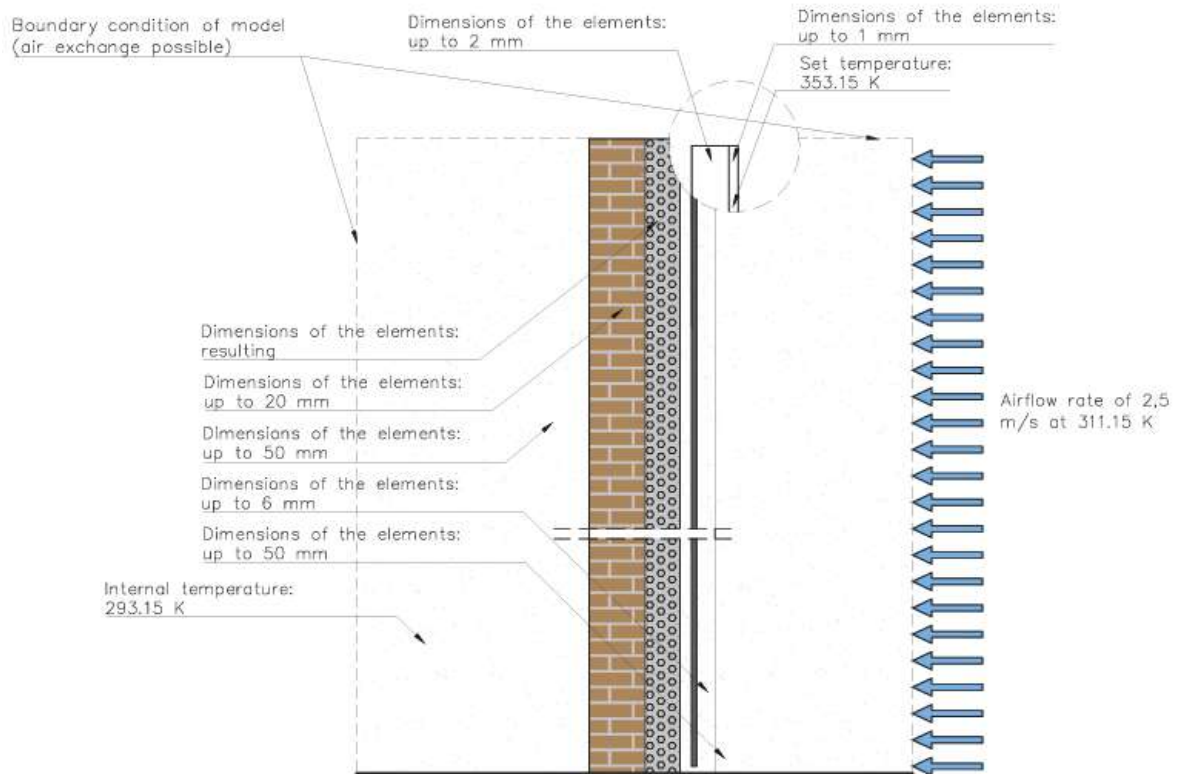 Boundary condition of model
(air exchange possible)
Dimensions of the elements:
up to 2 mm
Dimensions of the elements:
up to 1 mm
Set temperature:
353.15 K
Dimensions of the elements:
resulting
Dimensions of the elements:
up to 20 mm
Dimensions of the elements:
up to 50 mm
Dimensions of the elements:
up to 6 mm
Dimensions of the elements:
up to 50 mm
Internal temperature:
293.15 K
Airflow rate of 2,5
m/s at 311.15 K